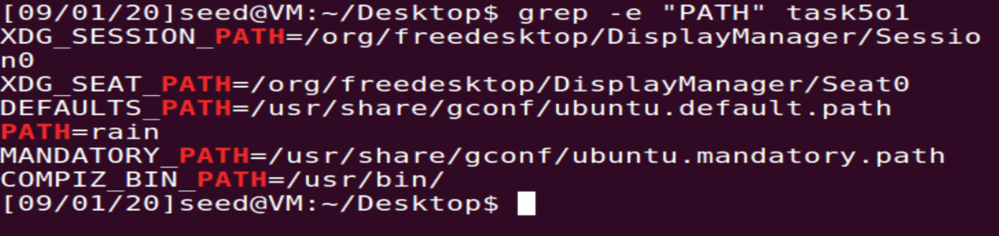 [09/01/20]seed@VM:~/Desktop$ grep -e "PATH" task5o1
XDG_SESSION_PATH=/org/freedesktop/DisplayManager/Sessio
n0
XDG_SEAT_PATH=/org/freedesktop/DisplayManager/Seat0
DEFAULTS_PATH=/usr/share/gconf/ubuntu.default.path
PATH=rain
MANDATORY_PATH=/usr/share/gconf/ubuntu.mandatory.path
COMPIZ_BIN_PATH=/usr/bin/
[09/01/20]seed@VM:~/Desktop$